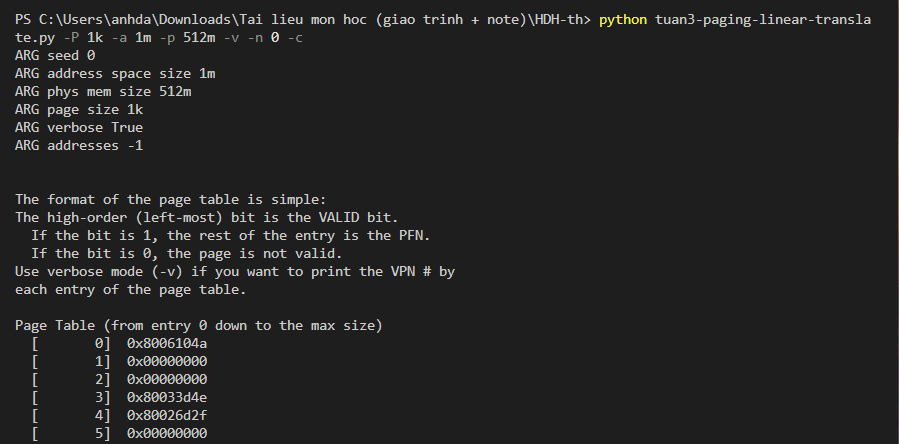 PS C:\Users\anhda\Downloads\Tai lieu mon hoc (giao trinh + note)\HDH-th> python tuan3-paging-linear-transla
te.py -P 1k -a 1m -p 512m -v -n 0 -c
ARG seed 0
ARG address space size 1m
ARG phys mem size 512m
ARG page size 1k
ARG verbose True
ARG addresses -1
The format of the page table is simple:
The high-order (left-most) bit is the VALID bit.
  If the bit is 1, the rest of the entry is the PFN.
  If the bit is 0, the page is not valid.
Use verbose mode (-v) if you want to print the VPN # by
each entry of the page table.
Page Table (from entry 0 down to the max size)
  [       0]  0x8006104a
  [       1]  0x00000000
  [       2]  0x00000000
  [       3]  0x80033d4e
  [       4]  0x80026d2f
  [       5]  0x00000000